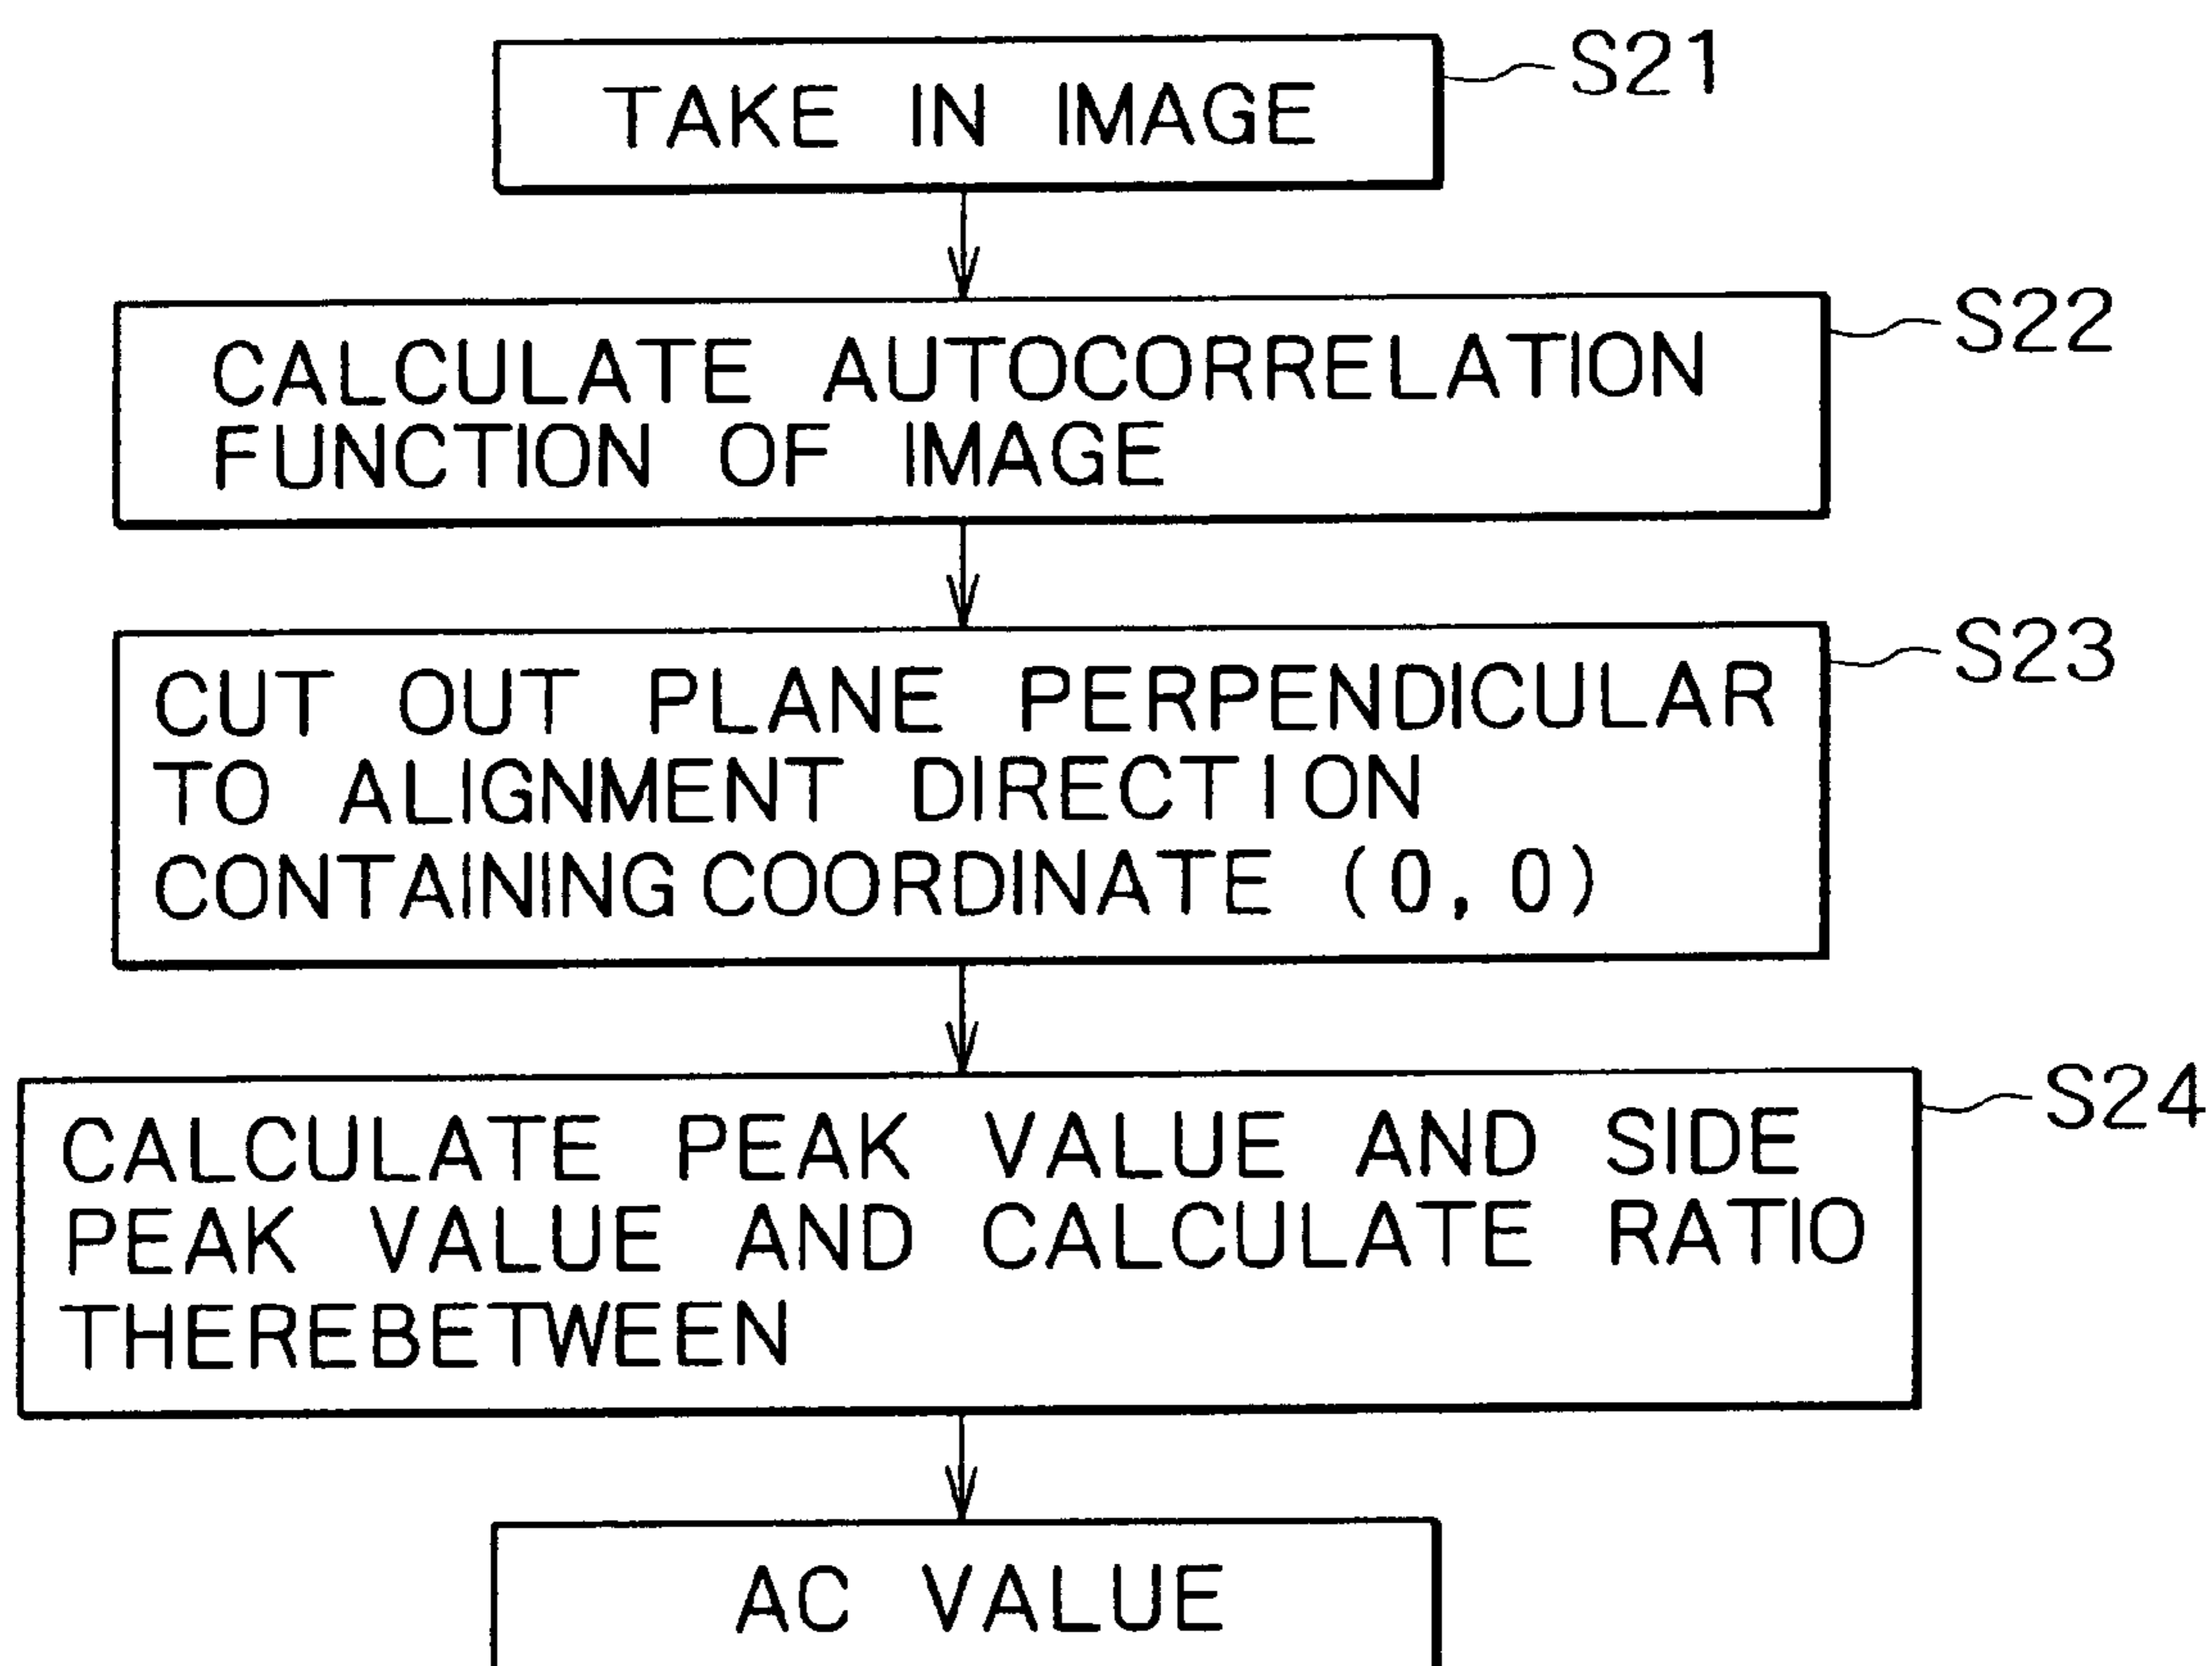 S21
TAKE IN IMAGE
S22
CALCULATE AUTOCORRELATION
FUNCTION OF IMAGE
S23
CUT OUT PLANE PERPENDICULAR
TO ALIGNMENT DIRECTION
CONTAINING COORDINATE (0, 0)
S24
CALCULATE PEAK VALUE AND SIDE
PEAK VALUE AND CALCULATE RATIO
THEREBETWEEN
AC VALUE